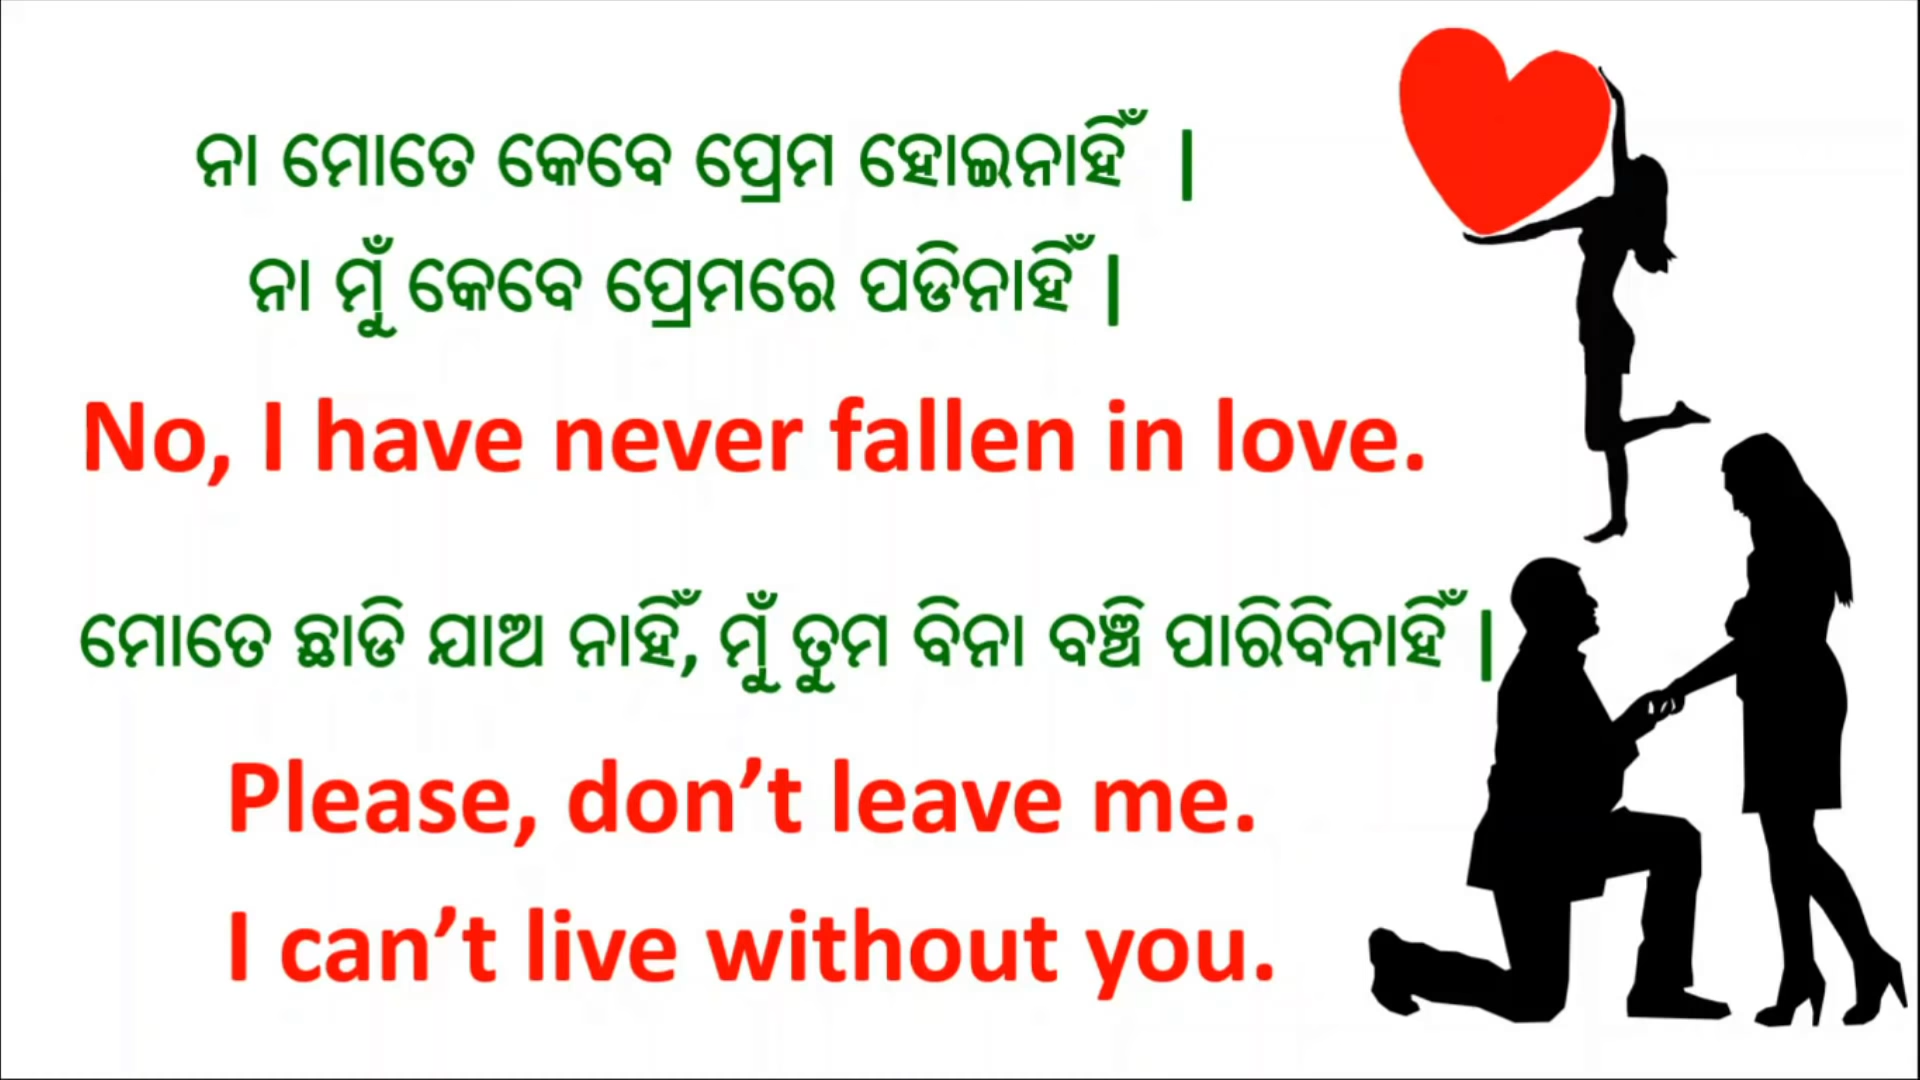 ନା ମୋତେ କେବେ ପ୍ରେମ ହୋଇନାହିଁ |
ନା ମୁଁ କେବେ ପ୍ରେମରେ ପଡିନାହିଁ |
No, I have never fallen in love.
ମୋତେ ଛାଡି ଯାଅ ନାହିଁ, ମୁଁ ତୁମ ବିନା ବଞ୍ଚି ପାରିବିନାହିଁ |
Please, don’t leave me.
I can’t live without you.